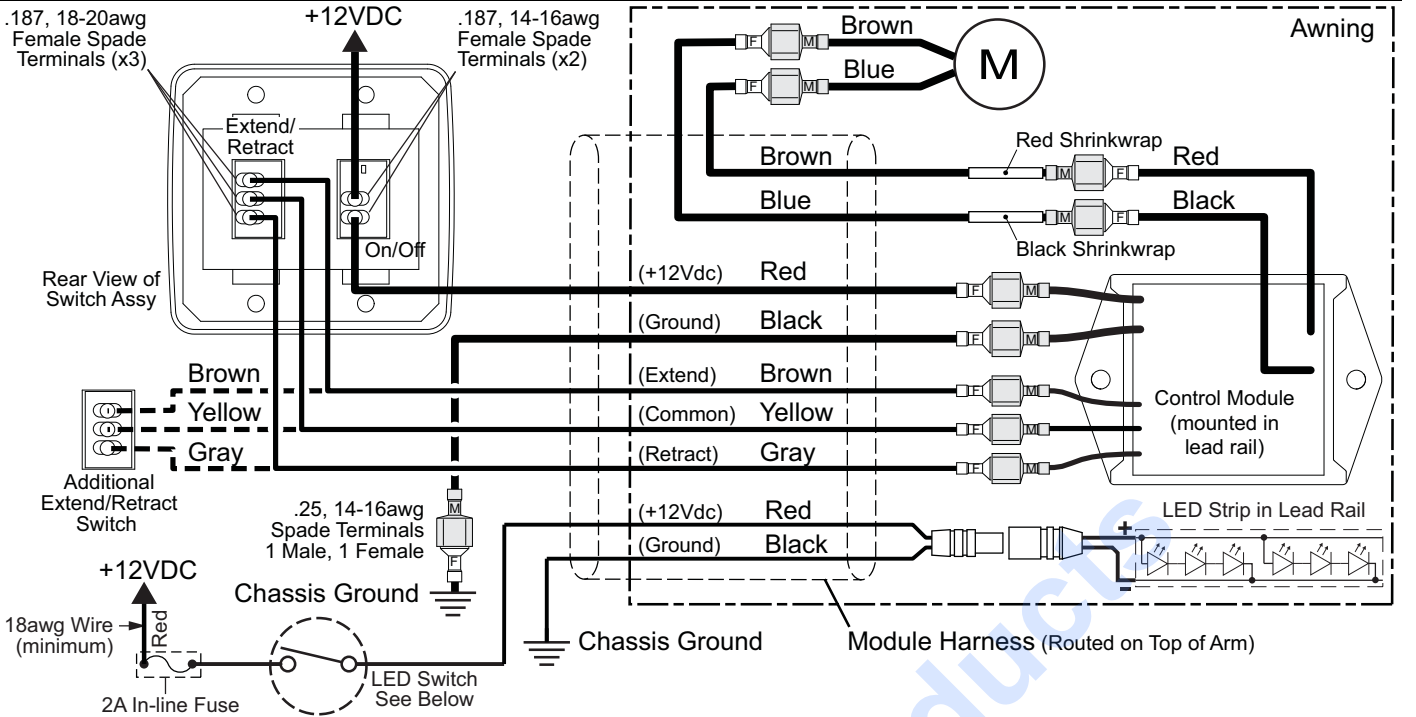 .187, 18-20awg
Female Spade
Terminals (x3)
+12VDC
.187, 14-16awg
Female Spade
Terminals (x2)
Extend/
Retract
On/Off
Rear View of
Switch Assy
Brown
Yellow
Gray
Additional
Extend/Retract
Switch
.25, 14-16awg
Spade Terminals
1 Male, 1 Female
M
F
Chassis Ground
+12VDC
18awg Wire
(minimum)
Red
2A In-line Fuse
LED Switch
See Below
Awning
F M Brown
F M Blue
M
Brown
Red Shrinkwrap
M F Red
Blue
Black Shrinkwrap
M F Black
(+12Vdc) Red F M
(Ground) Black F M
(Extend) Brown F M
(Common) Yellow F M
(Retract) Gray F M
Control Module
(mounted in
lead rail)
(+12Vdc) Red
(Ground) Black
LED Strip in Lead Rail
+
-
Chassis Ground
Module Harness (Routed on Top of Arm)
ducts